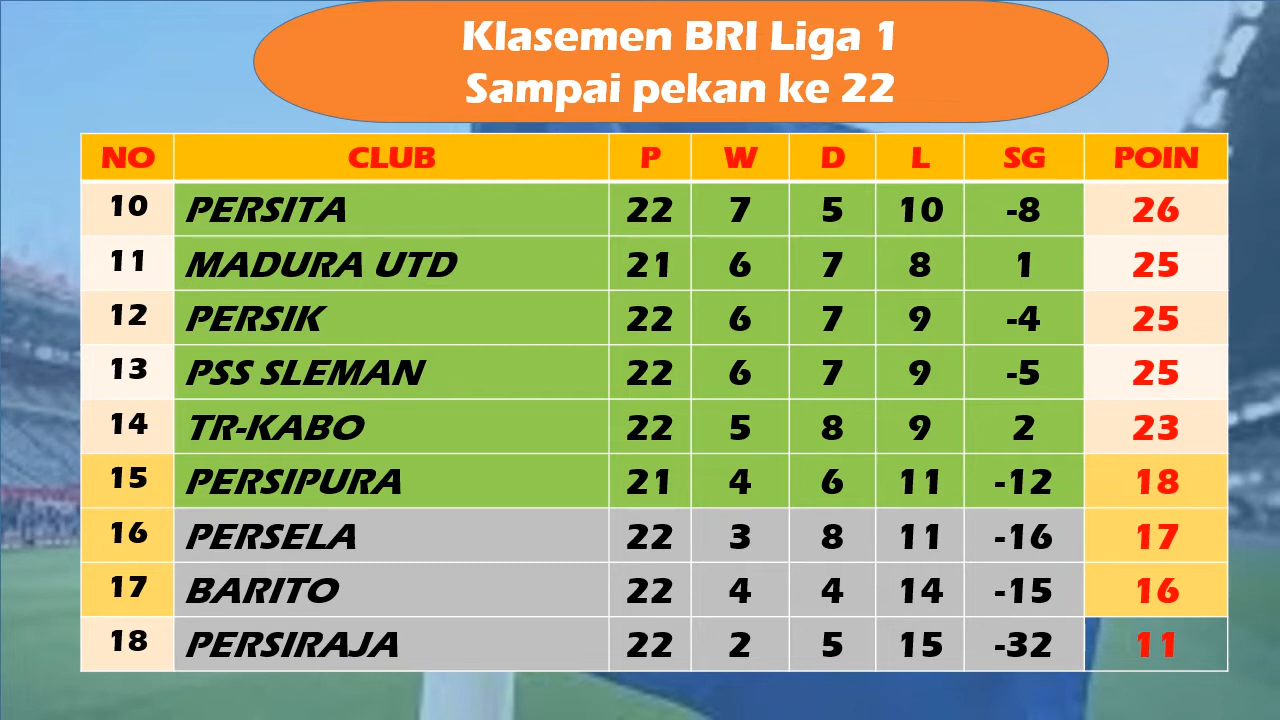 Klasemen BRI Liga 1
Sampai pekan ke 22
NO CLUB P W D L SG POIN
10 PERSITA 22 7 5 10 -8 26
11 MADURA UTD 21 6 7 8 1 25
12 PERSIK 22 6 7 9 -4 25
13 PSS SLEMAN 22 6 7 9 -5 25
14 TR-KABO 22 5 8 9 2 23
15 PERSIPURA 21 4 6 11 -12 18
16 PERSELA 22 3 8 11 -16 17
17 BARITO 22 4 4 14 -15 16
18 PERSIRAJA 22 2 5 15 -32 11